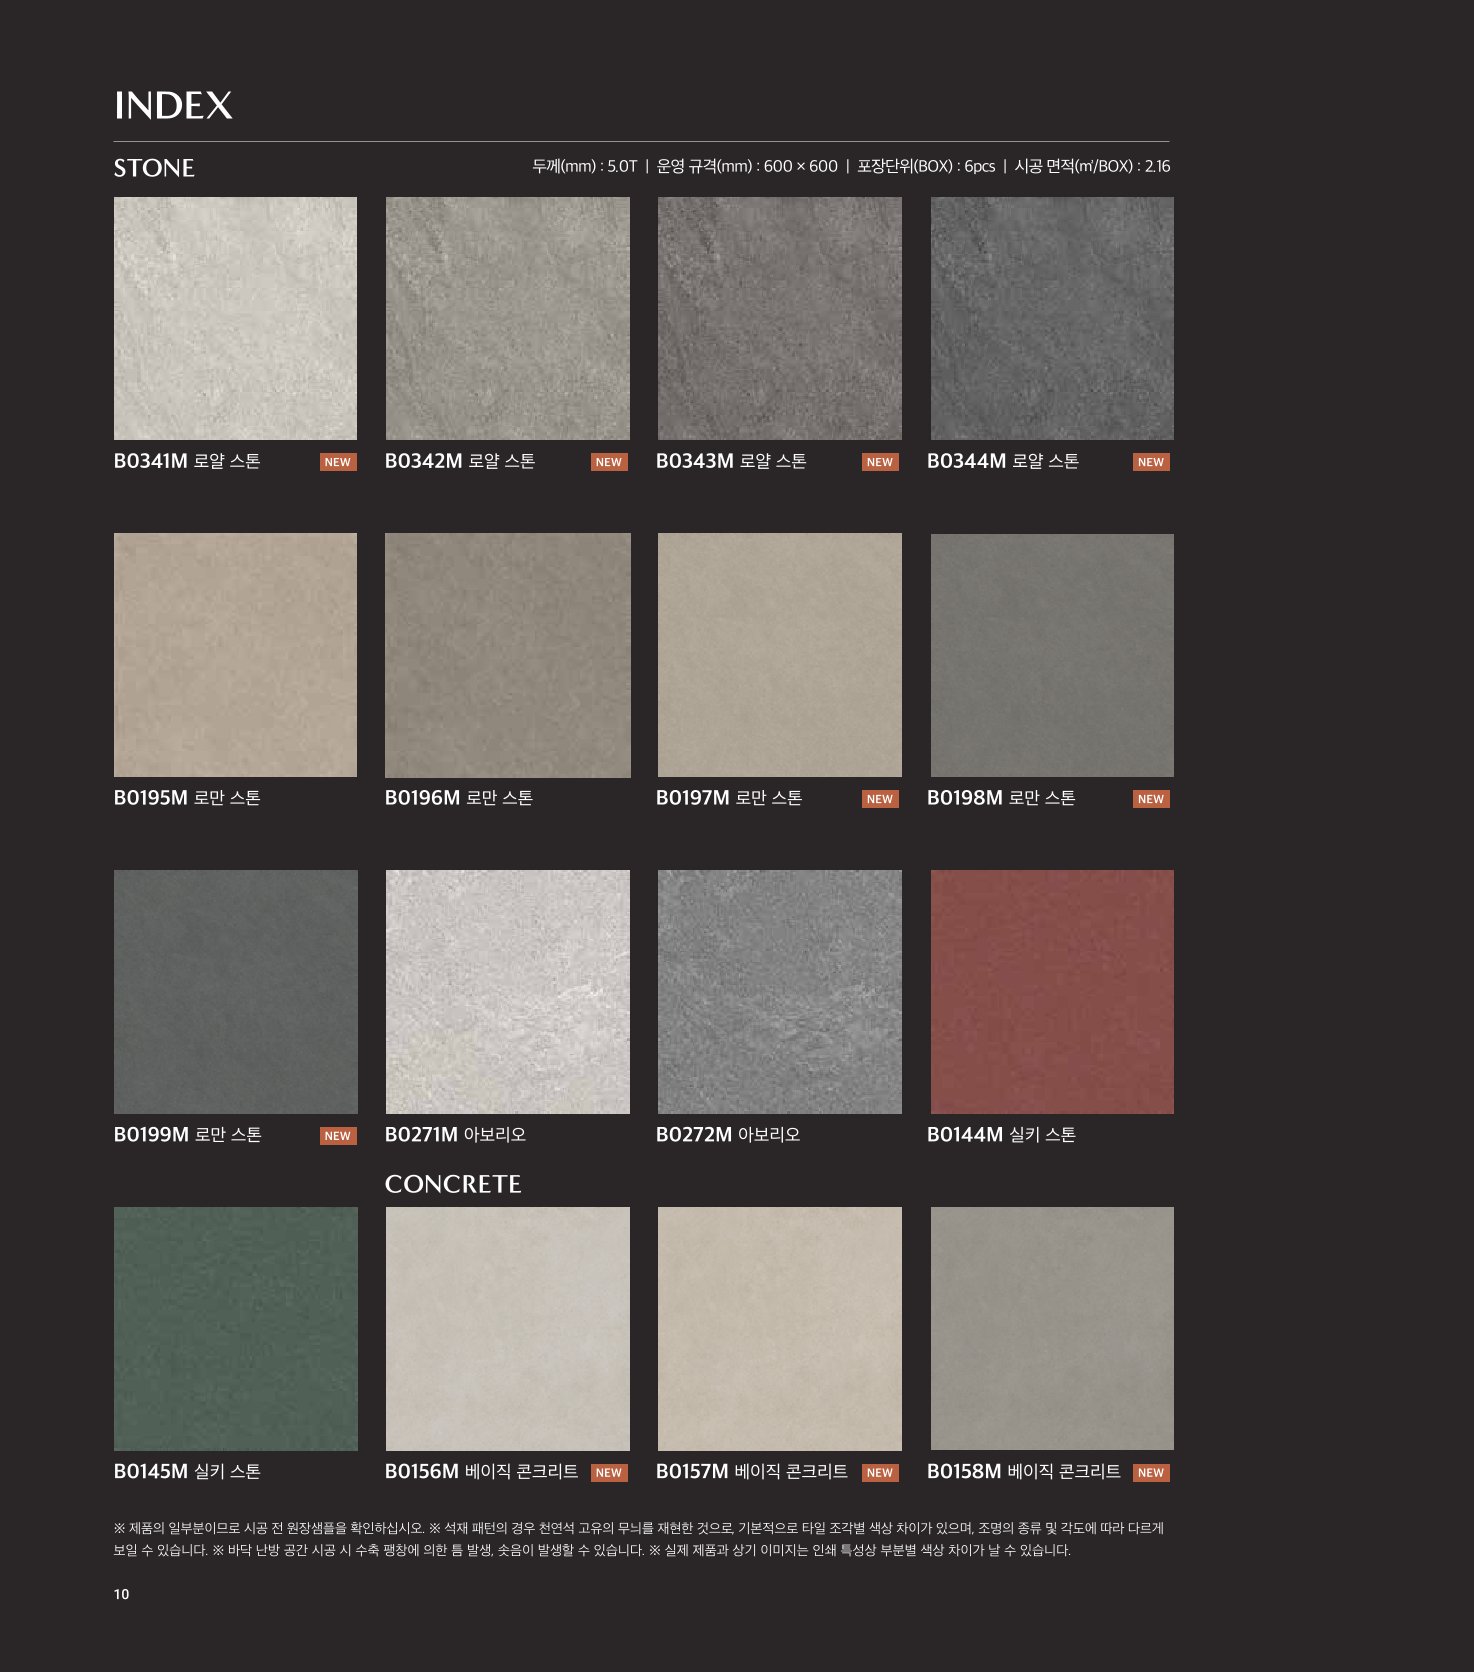 INDEX
STONE
두께(mm) : 5.0T | 운영 규격(mm) : 600 × 600 | 포장단위(BOX) : 6pcs | 시공 면적(㎡/BOX) : 2.16
B0341M 로얄 스톤 NEW
B0342M 로얄 스톤 NEW
B0343M 로얄 스톤 NEW
B0344M 로얄 스톤 NEW
B0195M 로만 스톤
B0196M 로만 스톤
B0197M 로만 스톤 NEW
B0198M 로만 스톤 NEW
B0199M 로만 스톤 NEW
B0271M 아보리오
B0272M 아보리오
B0144M 실키 스톤
CONCRETE
B0145M 실키 스톤
B0156M 베이직 콘크리트 NEW
B0157M 베이직 콘크리트 NEW
B0158M 베이직 콘크리트 NEW
※ 제품의 일부분이므로 시공 전 원장샘플을 확인하십시오. ※ 석재 패턴의 경우 천연석 고유의 무늬를 재현한 것으로, 기본적으로 타일 조각별 색상 차이가 있으며, 조명의 종류 및 각도에 따라 다르게
보일 수 있습니다. ※ 바닥 난방 공간 시공 시 수축 팽창에 의한 틈 발생, 솟음이 발생할 수 있습니다. ※ 실제 제품과 상기 이미지는 인쇄 특성상 부분별 색상 차이가 날 수 있습니다.
10